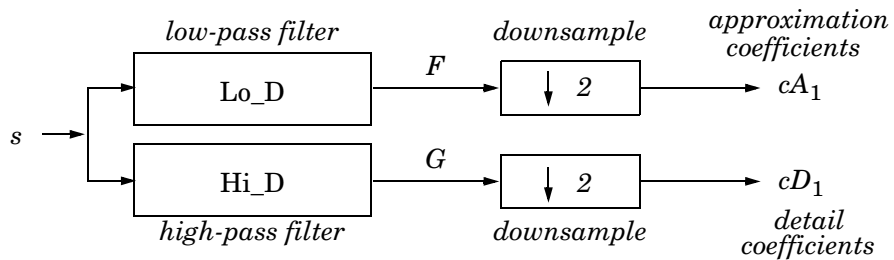 low-pass filter
downsample
approximation
coefficients
s
Lo_D
F
↓ 2
cA1
Hi_D
G
↓ 2
cD1
high-pass filter
downsample
detail
coefficients